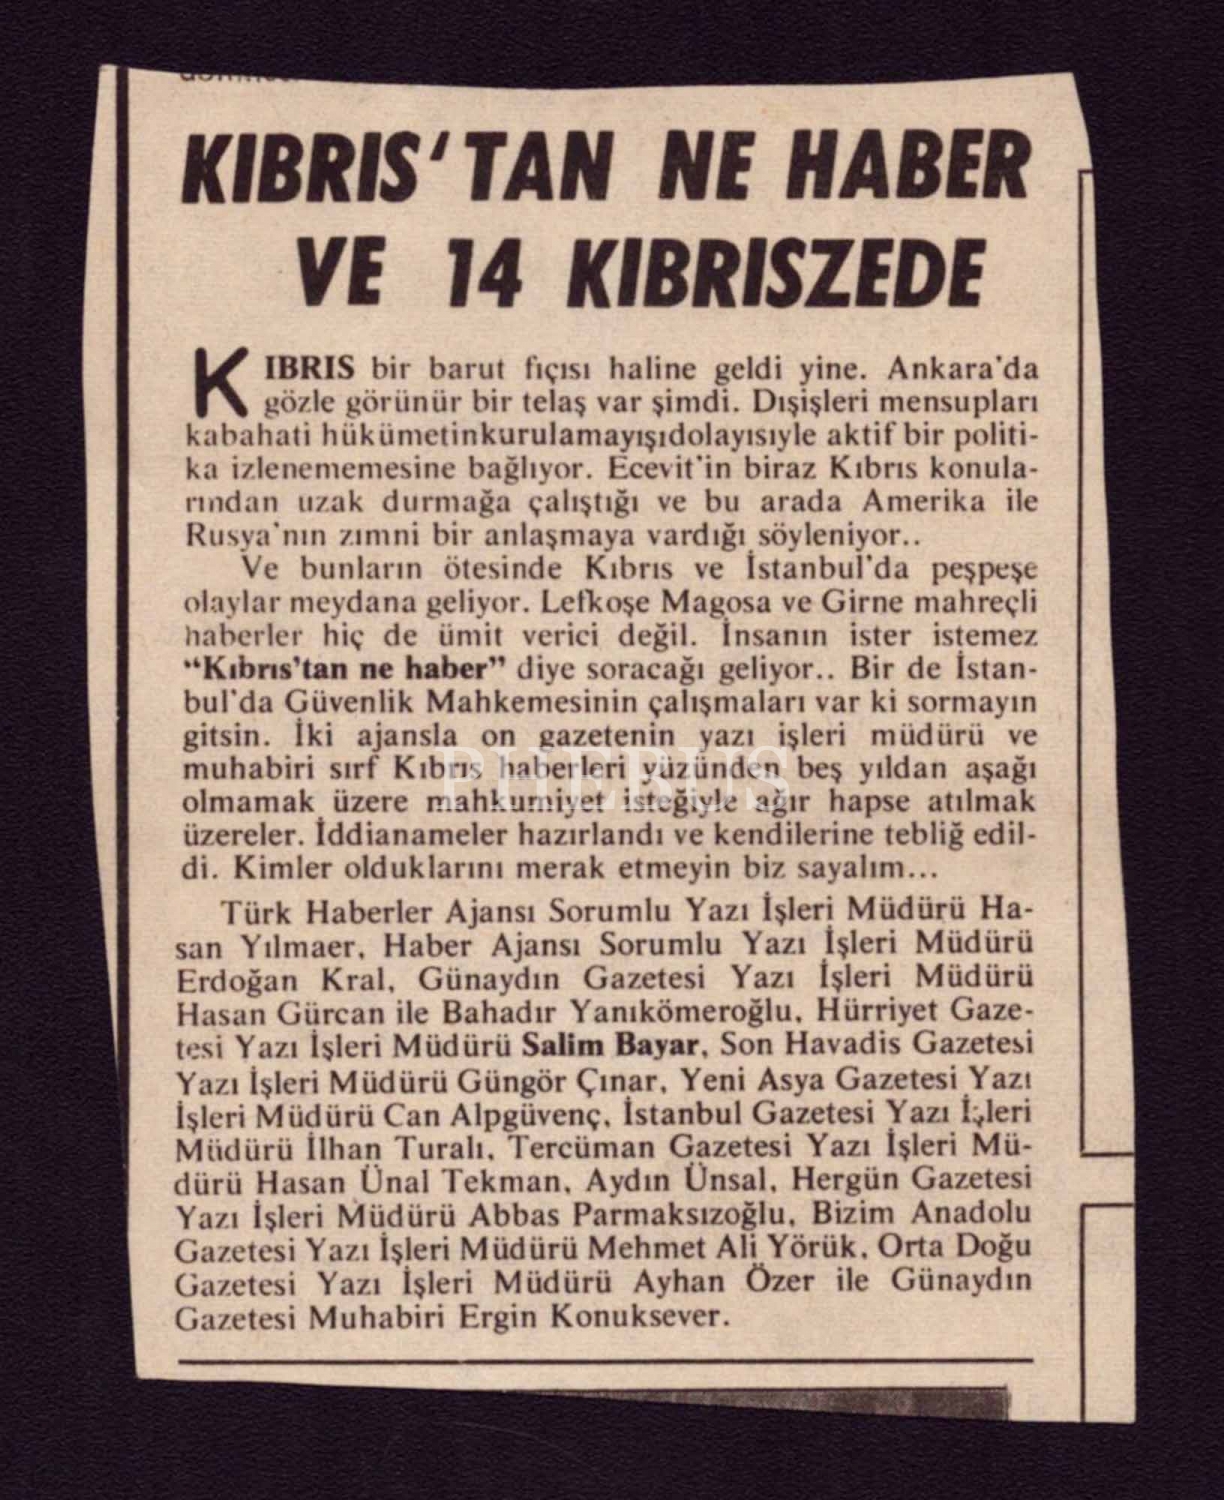 KIBRIS'TAN NE HABER
VE 14 KIBRISZEDE
KIBRIS bir barut fıçısı haline geldi yine. Ankara'da
gözle görünür bir telaş var şimdi. Dışişleri mensupları
kabahati hükümetinkurulamayışıdolayısıyle aktif bir politi-
ka izlenememesine bağlıyor. Ecevit'in biraz Kıbrıs konula-
rından uzak durmağa çalıştığı ve bu arada Amerika ile
Rusya'nın zımni bir anlaşmaya vardığı söyleniyor..
Ve bunların ötesinde Kıbrıs ve İstanbul'da peşpeşe
olaylar meydana geliyor. Lefkoşe Magosa ve Girne mahreçli
haberler hiç de ümit verici değil. İnsanın ister istemez
"Kıbrıs'tan ne haber" diye soracağı geliyor.. Bir de İstan-
bul'da Güvenlik Mahkemesinin çalışmaları var ki sormayın
gitsin. İki ajansla on gazetenin yazı işleri müdürü ve
muhabiri sırf Kıbrıs haberleri yüzünden beş yıldan aşağı
olmamak üzere mahkumiyet isteğiyle ağır hapse atılmak
üzereler. İddianameler hazırlandı ve kendilerine tebliğ edil-
di. Kimler olduklarını merak etmeyin biz sayalım...
Türk Haberler Ajansı Sorumlu Yazı İşleri Müdürü Ha-
san Yılmaer, Haber Ajansı Sorumlu Yazı İşleri Müdürü
Erdoğan Kral, Günaydın Gazetesi Yazı İşleri Müdürü
Hasan Gürcan ile Bahadır Yanıkömeroğlu, Hürriyet Gaze-
tesi Yazı İşleri Müdürü Salim Bayar, Son Havadis Gazetesi
Yazı İşleri Müdürü Güngör Çınar, Yeni Asya Gazetesi Yazı
İşleri Müdürü Can Alpgüvenç, İstanbul Gazetesi Yazı İşleri
Müdürü İlhan Turalı, Tercüman Gazetesi Yazı İşleri Mü-
dürü Hasan Ünal Tekman, Aydın Ünsal, Hergün Gazetesi
Yazı İşleri Müdürü Abbas Parmaksızoğlu, Bizim Anadolu
Gazetesi Yazı İşleri Müdürü Mehmet Ali Yörük, Orta Doğu
Gazetesi Yazı İşleri Müdürü Ayhan Özer ile Günaydın
Gazetesi Muhabiri Ergin Konuksever.
PHEBUS